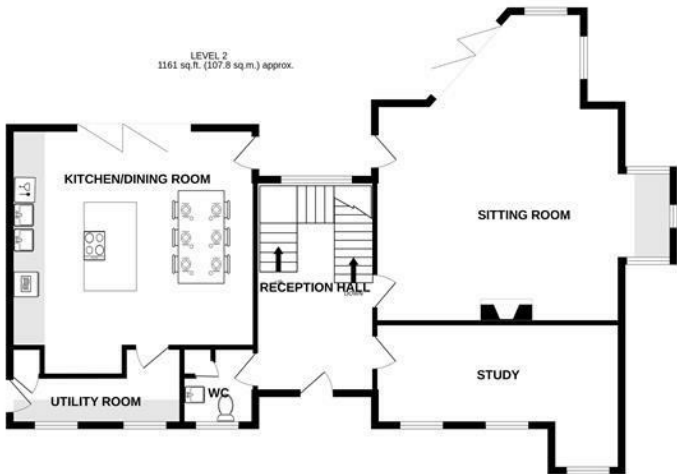 LEVEL 2
1161 sq.ft. (107.8 sq.m.) approx.
KITCHEN/DINING ROOM
SITTING ROOM
RECEPTION HALL
DOWN
STUDY
WC
UTILITY ROOM